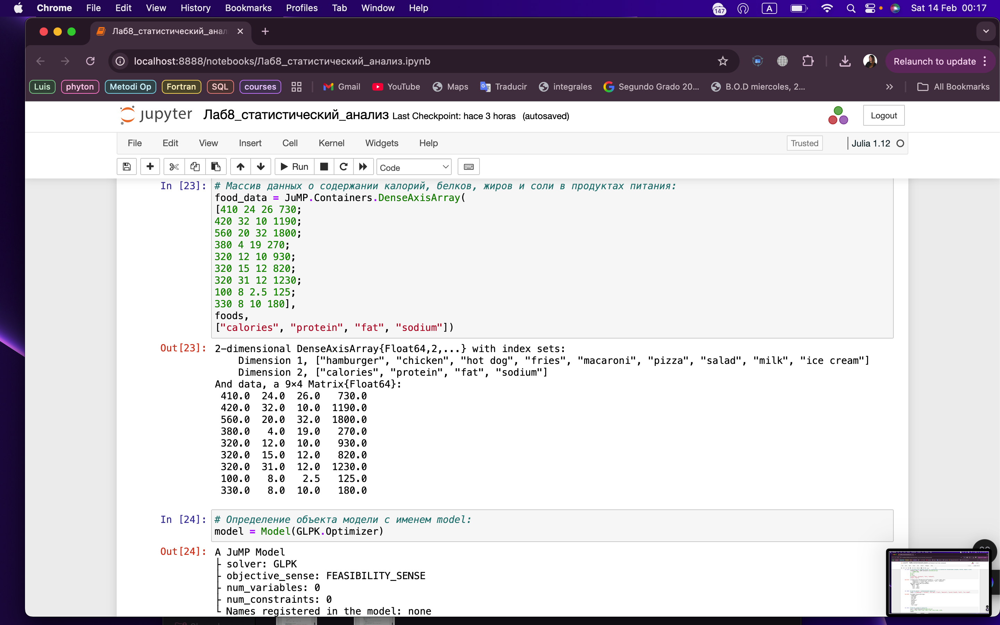 Chrome File Edit View History Bookmarks Profiles Tab Window Help 147 A Sat 14 Feb 00:17
Лаб8_статистический_анал
localhost:8888/notebooks/Лаб8_статистический_анализ.ipynb Relaunch to update
Luis phyton Metodi Op Fortran SQL courses Gmail YouTube Maps Traducir integrales Segundo Grado 20... B.O.D miercoles, 2... All Bookmarks
jupyter Лаб8_статистический_анализ Last Checkpoint: hace 3 horas (autosaved) Logout
File Edit View Insert Cell Kernel Widgets Help Trusted Julia 1.12
Run Code
In [23]: # Массив данных о содержании калорий, белков, жиров и соли в продуктах питания:
food_data = JuMP.Containers.DenseAxisArray(
[410 24 26 730;
420 32 10 1190;
560 20 32 1800;
380 4 19 270;
320 12 10 930;
320 15 12 820;
320 31 12 1230;
100 8 2.5 125;
330 8 10 180],
foods,
["calories", "protein", "fat", "sodium"])
Out[23]: 2-dimensional DenseAxisArray{Float64,2,...} with index sets:
Dimension 1, ["hamburger", "chicken", "hot dog", "fries", "macaroni", "pizza", "salad", "milk", "ice cream"]
Dimension 2, ["calories", "protein", "fat", "sodium"]
And data, a 9×4 Matrix{Float64}:
410.0 24.0 26.0 730.0
420.0 32.0 10.0 1190.0
560.0 20.0 32.0 1800.0
380.0 4.0 19.0 270.0
320.0 12.0 10.0 930.0
320.0 15.0 12.0 820.0
320.0 31.0 12.0 1230.0
100.0 8.0 2.5 125.0
330.0 8.0 10.0 180.0
In [24]: # Определение объекта модели с именем model:
model = Model(GLPK.Optimizer)
Out[24]: A JuMP Model
├ solver: GLPK
├ objective_sense: FEASIBILITY_SENSE
├ num_variables: 0
├ num_constraints: 0
└ Names registered in the model: none